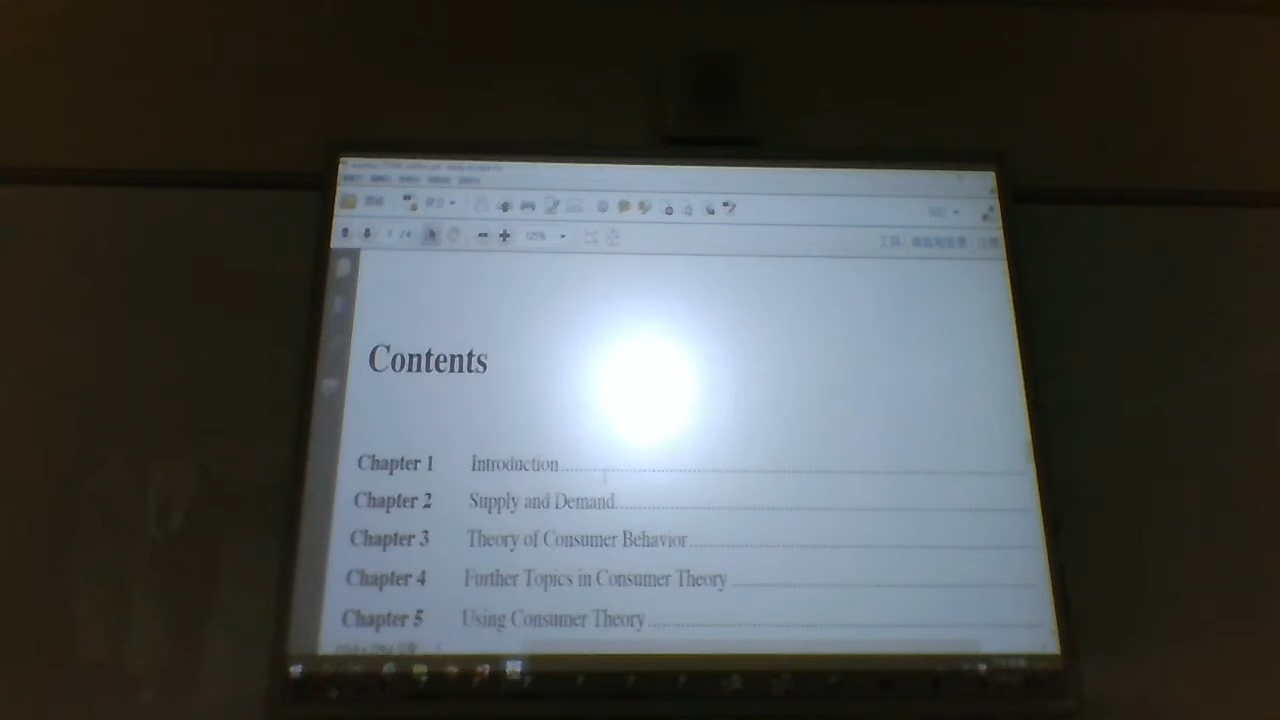 125%
Contents
Chapter 1 Introduction
Chapter 2 Supply and Demand
Chapter 3 Theory of Consumer Behavior
Chapter 4 Further Topics in Consumer Theory
Chapter 5 Using Consumer Theory